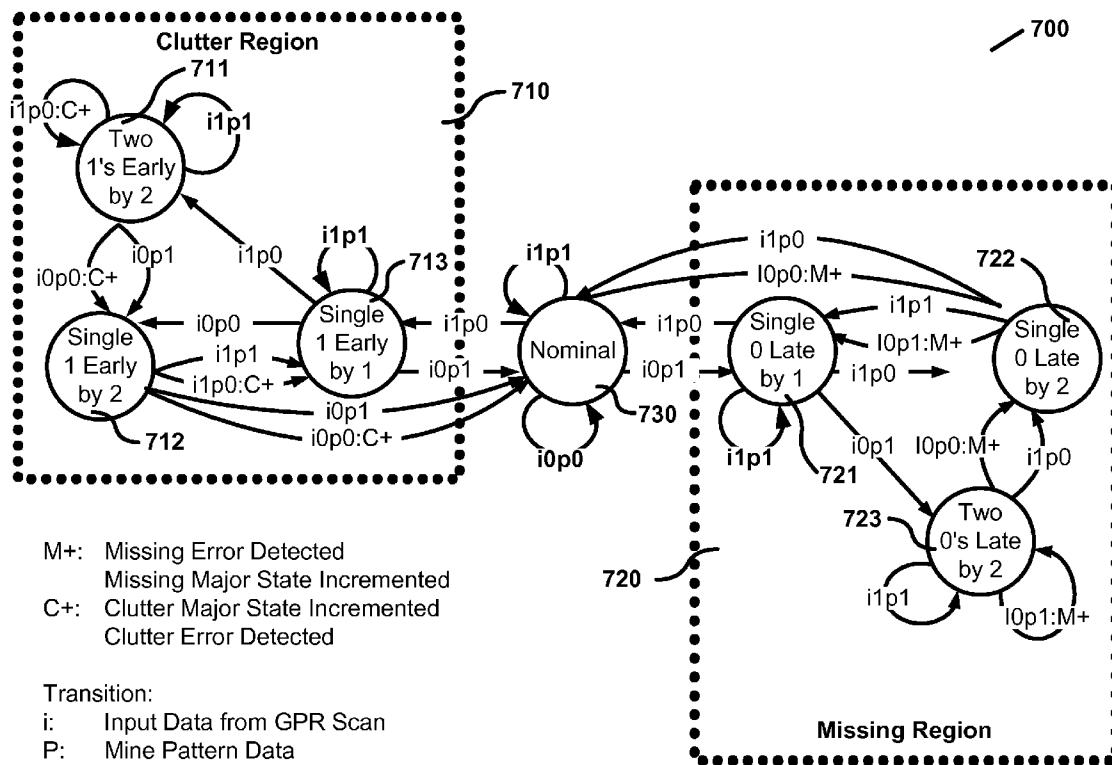 Clutter Region
700
711
710
i1p0:C+
i1p1
Two
1's Early
by 2
i0p0:C+
i0p1
i1p0
i1p1
713
i1p1
i1p0
I0p0:M+
722
Single
1 Early
by 2
i0p0
i1p1
i1p0:C+
Single
1 Early
by 1
i1p0
i0p1
Nominal
i1p0
i0p1
Single
0 Late
by 1
i1p1
I0p1:M+
i1p0
Single
0 Late
by 2
712
i0p1
i0p0:C+
i0p0
730
i1p1
721
i0p1
I0p0:M+
i1p0
723
Two
0's Late
by 2
720
i1p1
I0p1:M+
Missing Region
M+: Missing Error Detected
Missing Major State Incremented
C+: Clutter Major State Incremented
Clutter Error Detected
Transition:
i: Input Data from GPR Scan
P: Mine Pattern Data